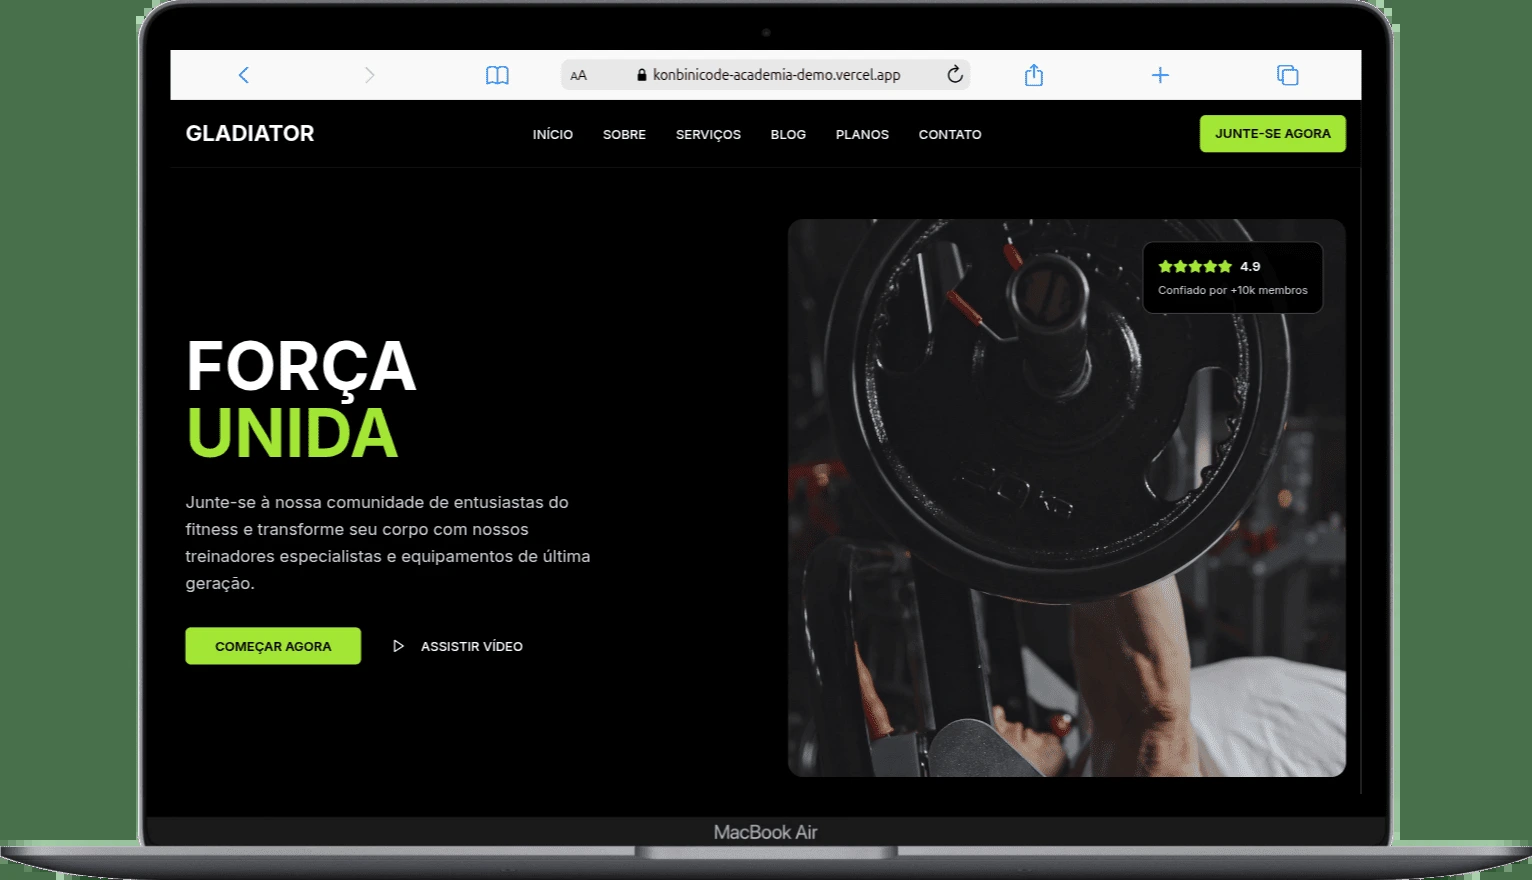 AA konbinicode-academia-demo.vercel.app
GLADIATOR INÍCIO SOBRE SERVIÇOS BLOG PLANOS CONTATO JUNTE-SE AGORA
4.9
Confiado por +10k membros
FORÇA
UNIDA
Junte-se à nossa comunidade de entusiastas do
fitness e transforme seu corpo com nossos
treinadores especialistas e equipamentos de última
geração.
COMEÇAR AGORA ASSISTIR VÍDEO
MacBook Air